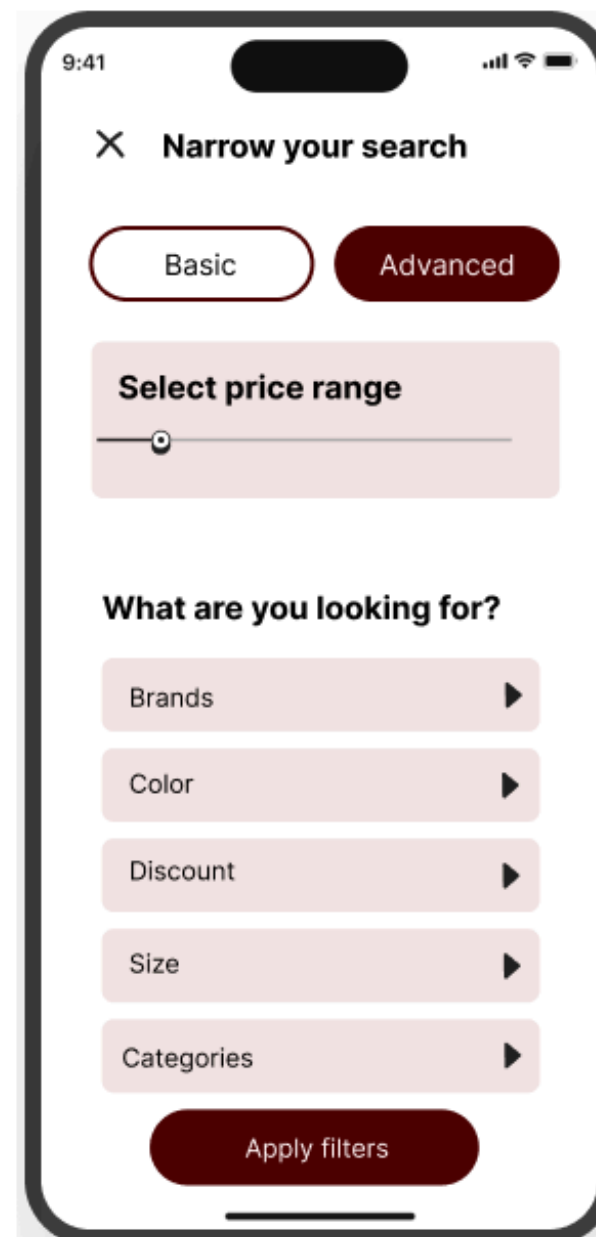 9:41
Narrow your search
Basic Advanced
Select price range
What are you looking for?
Brands
Color
Discount
Size
Categories
Apply filters